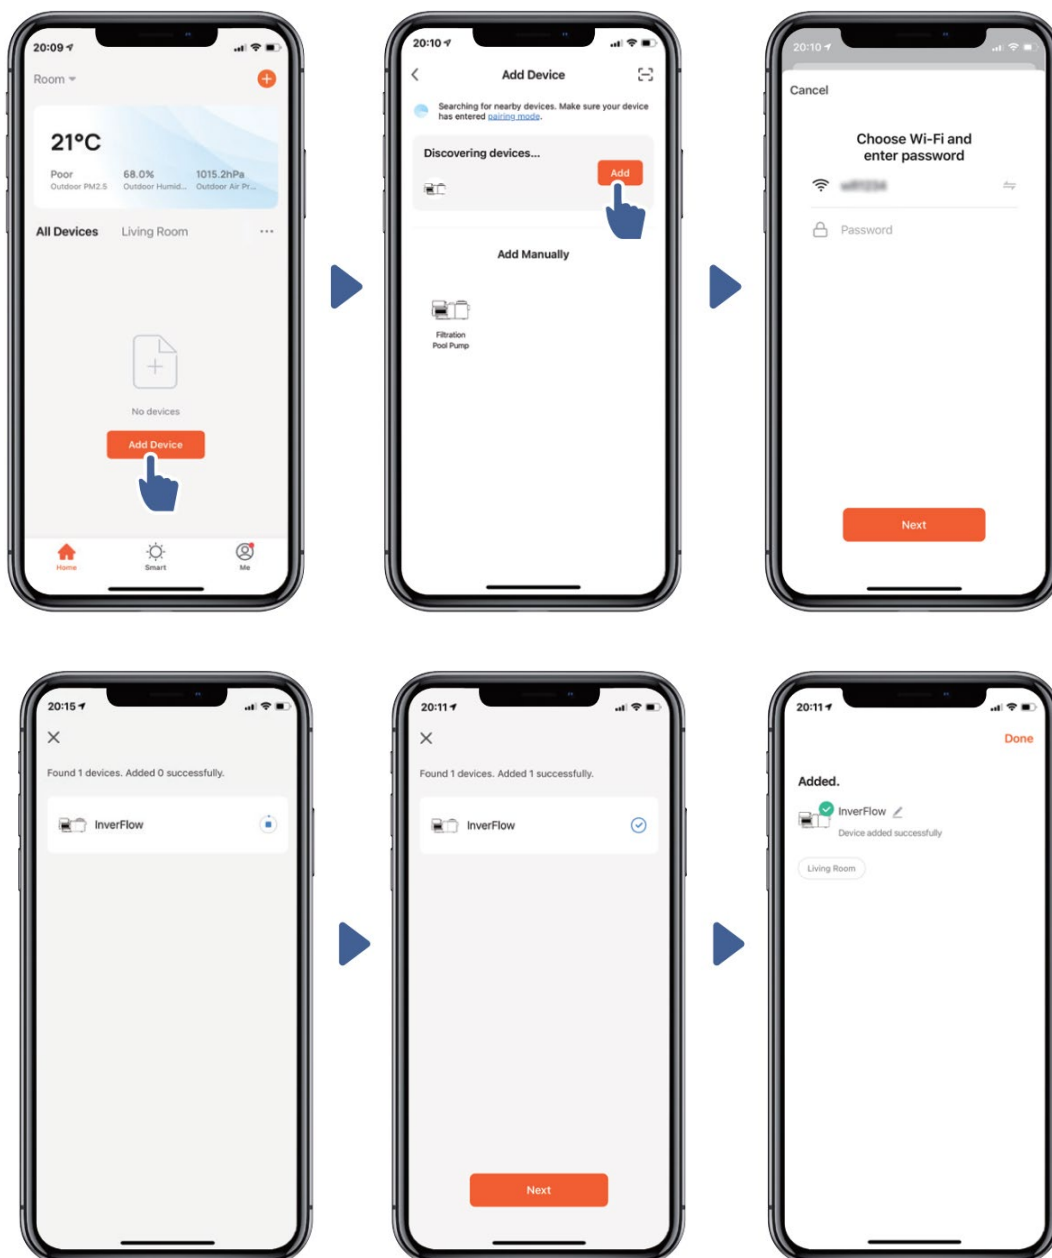 20:09
Room
21°C
Poor 68.0% 1015.2hPa
Outdoor PM2.5 Outdoor Humid... Outdoor Air Pr...
All Devices Living Room ...
No devices
Add Device
Home Smart Me
20:10
Add Device
Searching for nearby devices. Make sure your device
has entered pairing mode.
Discovering devices...
Add
Add Manually
Filtration
Pool Pump
20:10
Cancel
Choose Wi-Fi and
enter password
Password
Next
20:15
Found 1 devices. Added 0 successfully.
InverFlow
20:11
Found 1 devices. Added 1 successfully.
InverFlow
Next
20:11
Done
Added.
InverFlow
Device added successfully
Living Room